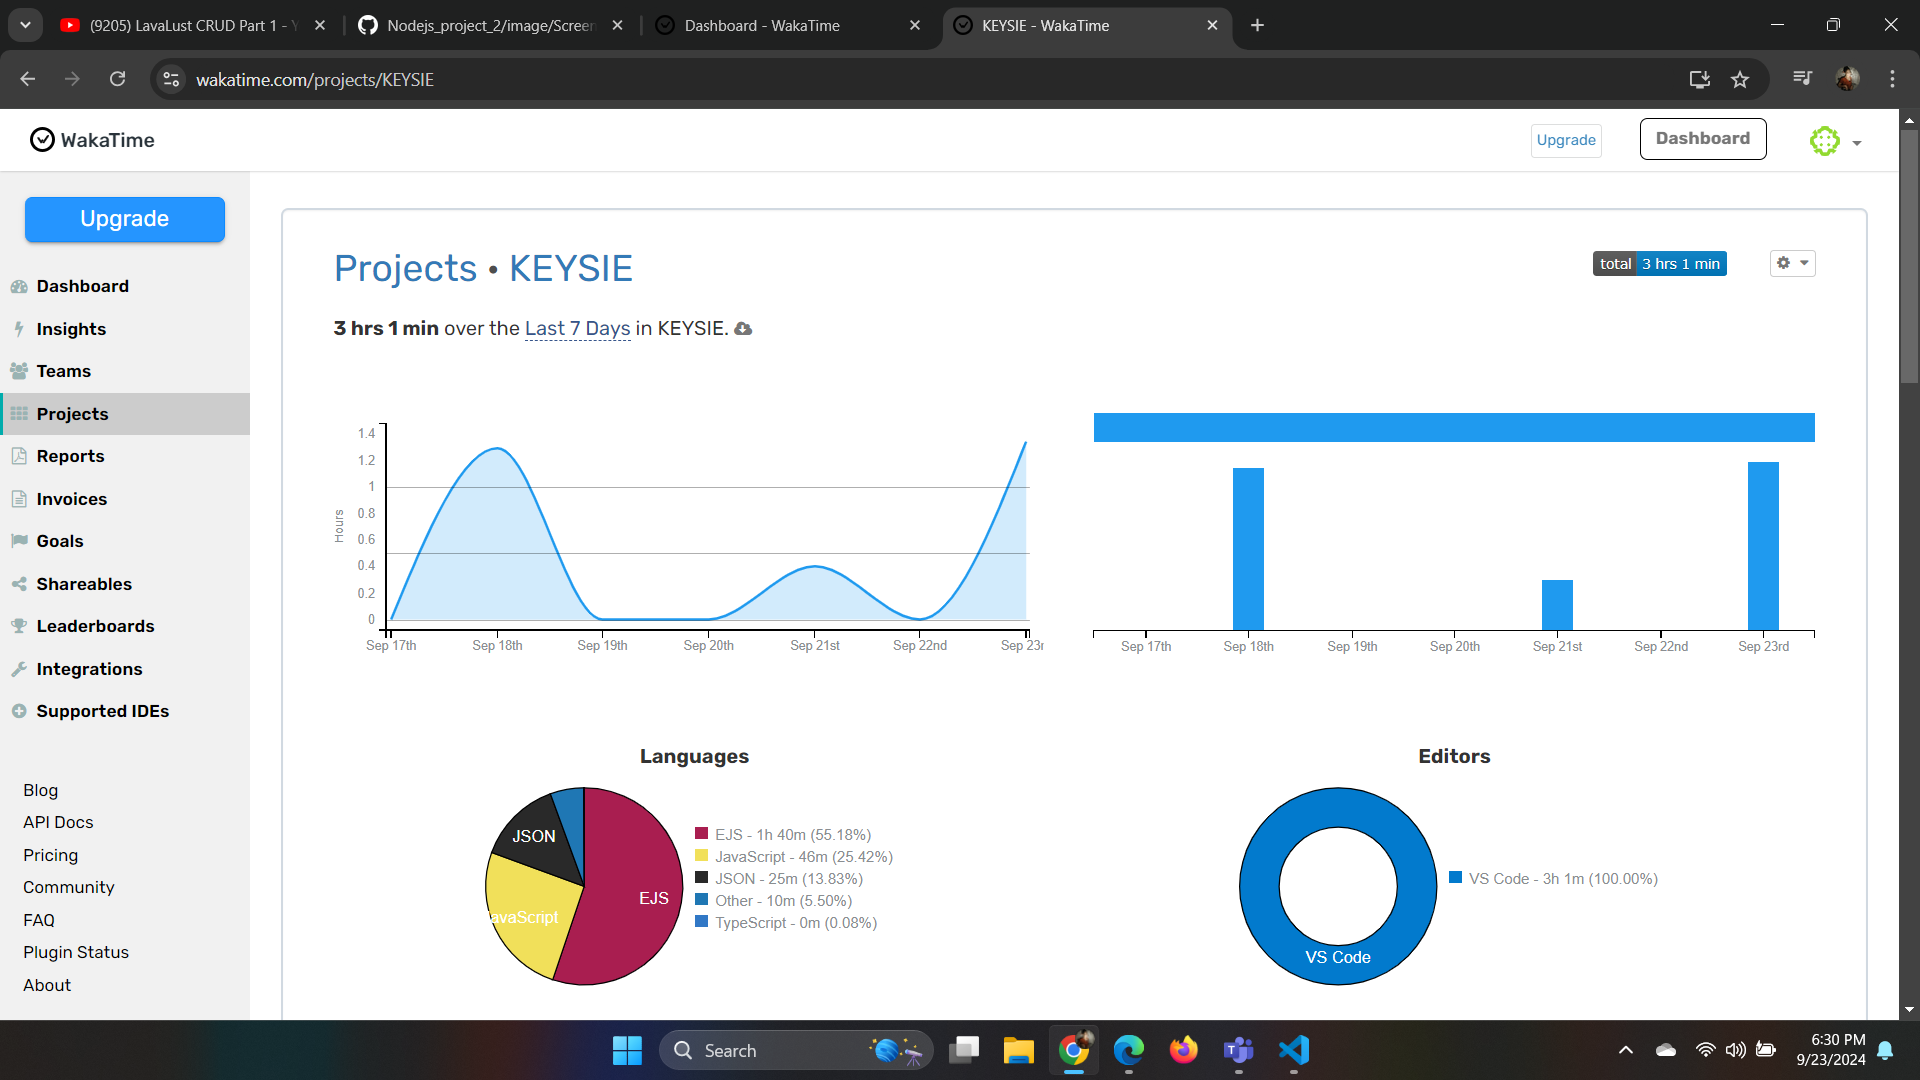 (9205) LavaLust CRUD Part 1 - Y
Nodejs_project_2/image/Screen
Dashboard - WakaTime
KEYSIE - WakaTime
wakatime.com/projects/KEYSIE
WakaTime
Upgrade
Dashboard
Upgrade
Dashboard
Insights
Teams
Projects
Reports
Invoices
Goals
Shareables
Leaderboards
Integrations
Supported IDEs
Blog
API Docs
Pricing
Community
FAQ
Plugin Status
About
Projects • KEYSIE
total 3 hrs 1 min
3 hrs 1 min over the Last 7 Days in KEYSIE.
Hours
1.4
1.2
1
0.8
0.6
0.4
0.2
0
Sep 17th Sep 18th Sep 19th Sep 20th Sep 21st Sep 22nd Sep 23r
Sep 17th Sep 18th Sep 19th Sep 20th Sep 21st Sep 22nd Sep 23rd
Languages
JSON
EJS
avaScript
EJS - 1h 40m (55.18%)
JavaScript - 46m (25.42%)
JSON - 25m (13.83%)
Other - 10m (5.50%)
TypeScript - 0m (0.08%)
Editors
VS Code
VS Code - 3h 1m (100.00%)
Search
6:30 PM
9/23/2024